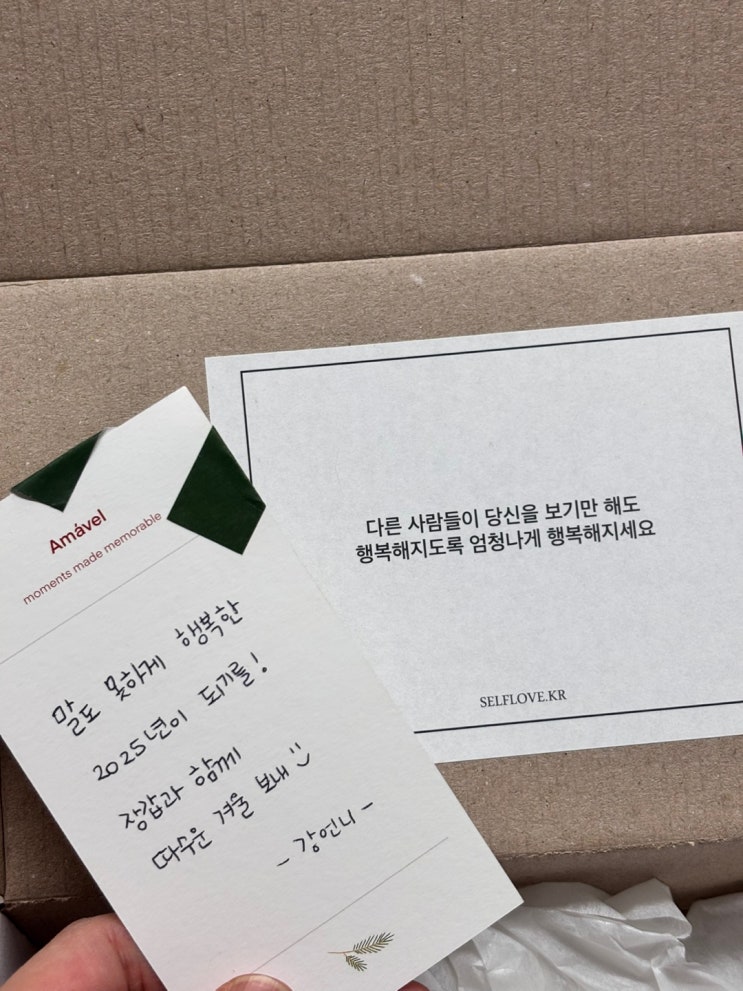 Amável
moments made memorable
말도 못하게 행복한
2025년이 되기를!
장갑과 함께
따수운 겨울 보내
- 강언니 -
다른 사람들이 당신을 보기만 해도
행복해지도록 엄청나게 행복해지세요
SELFLOVE.KR